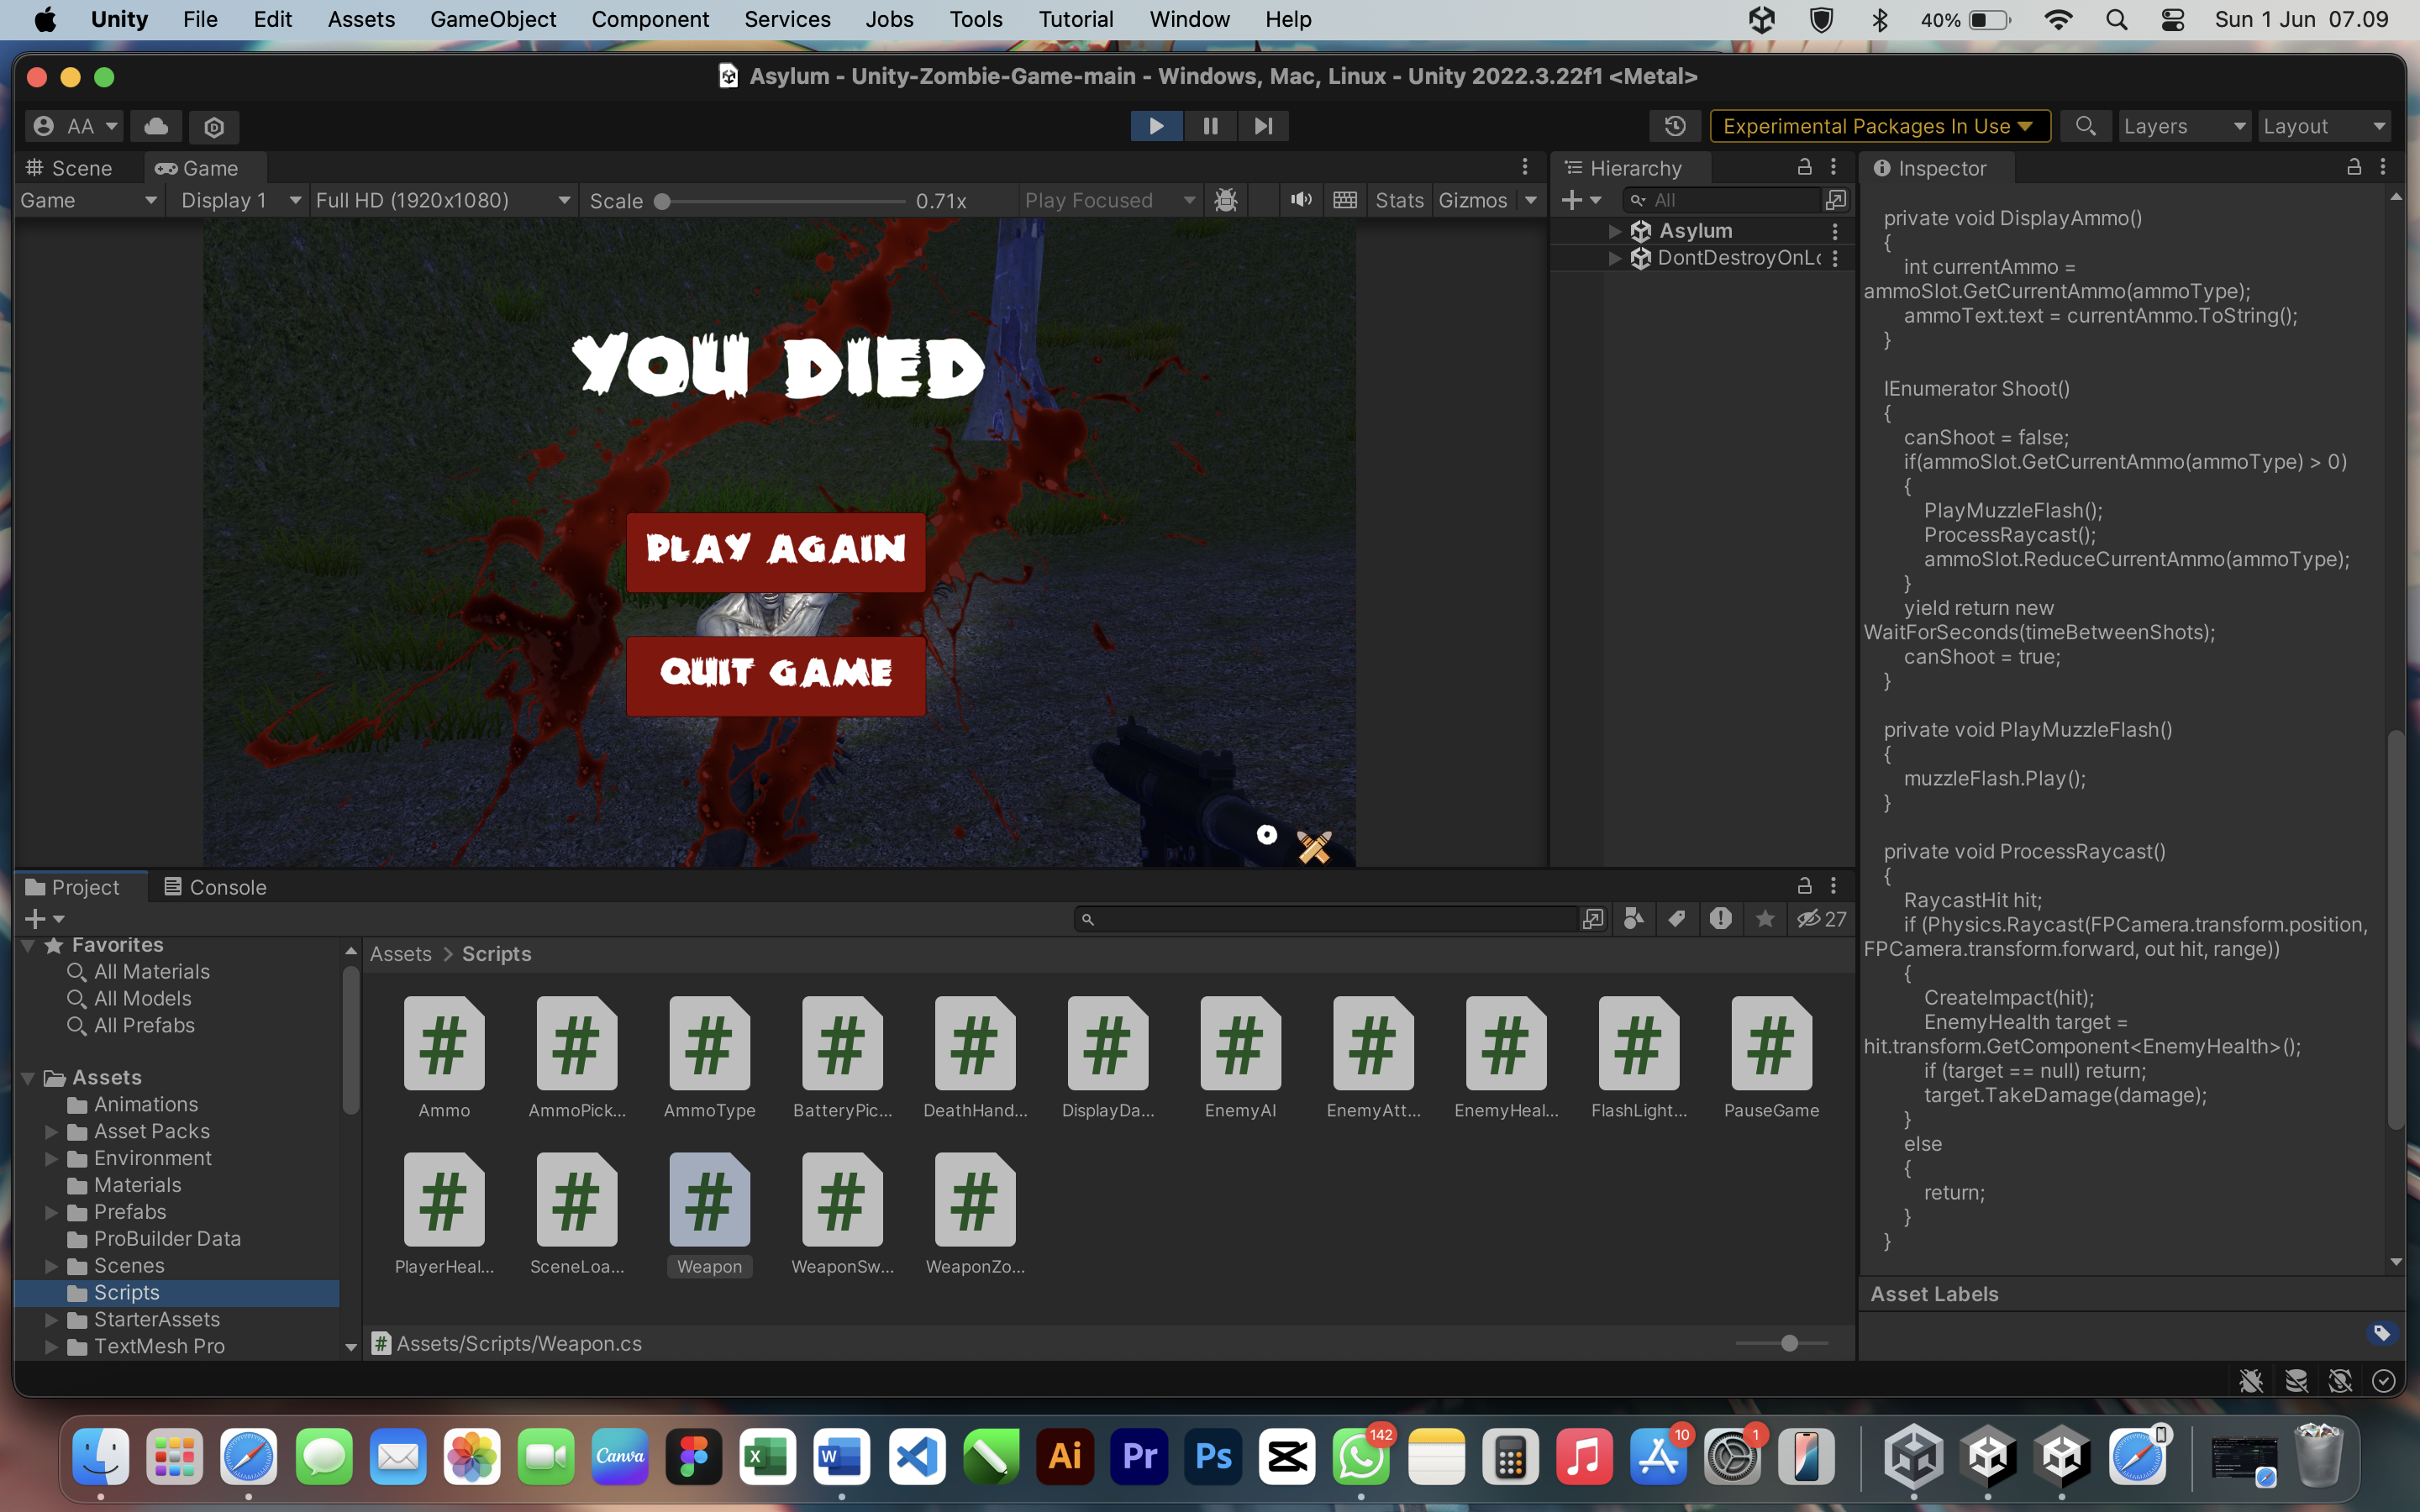 Unity File Edit Assets GameObject Component Services Jobs Tools Tutorial Window Help 40% Sun 1 Jun 07.09
Asylum - Unity-Zombie-Game-main - Windows, Mac, Linux - Unity 2022.3.22f1 <Metal>
AA Experimental Packages In Use Layers Layout
Scene Game
Game Display 1 Full HD (1920x1080) Scale 0.71x Play Focused Stats Gizmos
YOU DIED
PLAY AGAIN
QUIT GAME
0
Hierarchy
All
Asylum
DontDestroyOnLo
Inspector
private void DisplayAmmo()
{
int currentAmmo =
ammoSlot.GetCurrentAmmo(ammoType);
ammoText.text = currentAmmo.ToString();
}
IEnumerator Shoot()
{
canShoot = false;
if(ammoSlot.GetCurrentAmmo(ammoType) > 0)
{
PlayMuzzleFlash();
ProcessRaycast();
ammoSlot.ReduceCurrentAmmo(ammoType);
}
yield return new
WaitForSeconds(timeBetweenShots);
canShoot = true;
}
private void PlayMuzzleFlash()
{
muzzleFlash.Play();
}
private void ProcessRaycast()
{
RaycastHit hit;
if (Physics.Raycast(FPCamera.transform.position,
FPCamera.transform.forward, out hit, range))
{
CreateImpact(hit);
EnemyHealth target =
hit.transform.GetComponent<EnemyHealth>();
if (target == null) return;
target.TakeDamage(damage);
}
else
{
return;
}
}
Asset Labels
Project Console
27
Favorites
All Materials
All Models
All Prefabs
Assets
Animations
Asset Packs
Environment
Materials
Prefabs
ProBuilder Data
Scenes
Scripts
StarterAssets
TextMesh Pro
Assets > Scripts
# # # # # # # # # # #
Ammo AmmoPick... AmmoType BatteryPic... DeathHand... DisplayDa... EnemyAI EnemyAtt... EnemyHeal... FlashLight... PauseGame
# # # # #
PlayerHeal... SceneLoa... Weapon WeaponSw... WeaponZo...
# Assets/Scripts/Weapon.cs
Canva X W Ai Pr Ps 142 10 1